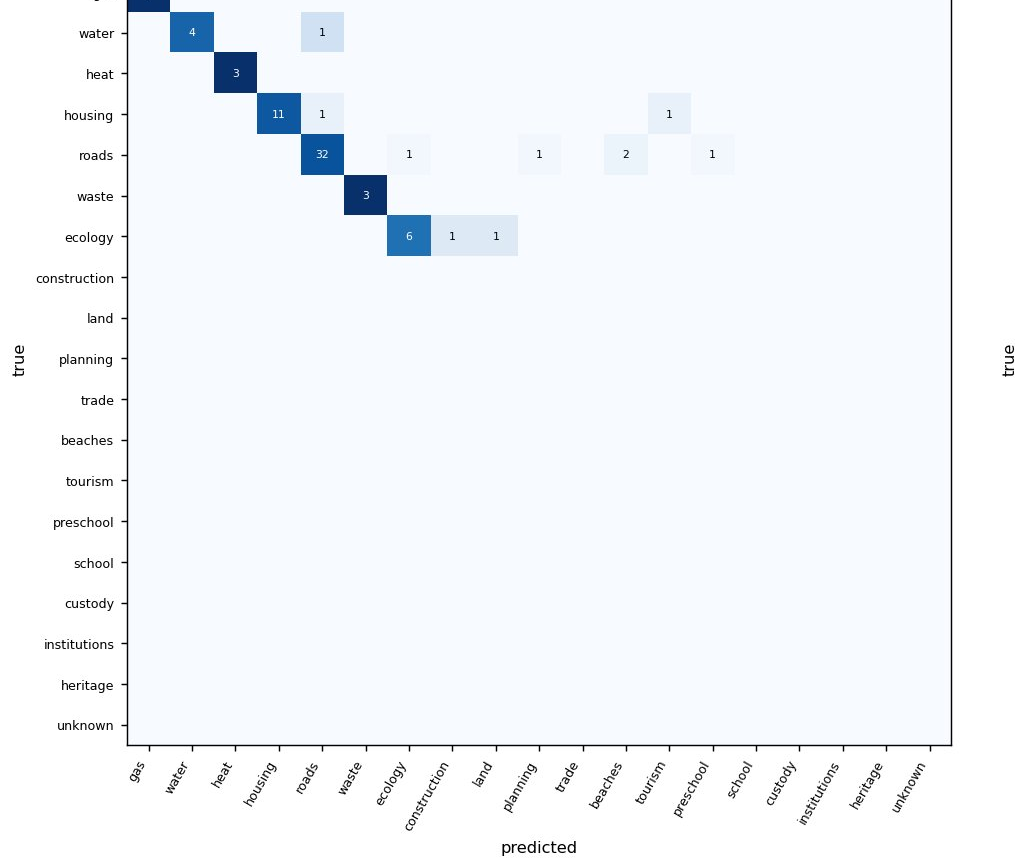 water 4 1
heat 3
housing 11 1 1
roads 32 1 1 2 1
waste 3
ecology 6 1 1
construction
land
planning
trade
beaches
tourism
preschool
school
custody
institutions
heritage
unknown
true
true
gas water heat housing roads waste ecology construction land planning trade beaches tourism preschool school custody institutions heritage unknown
predicted